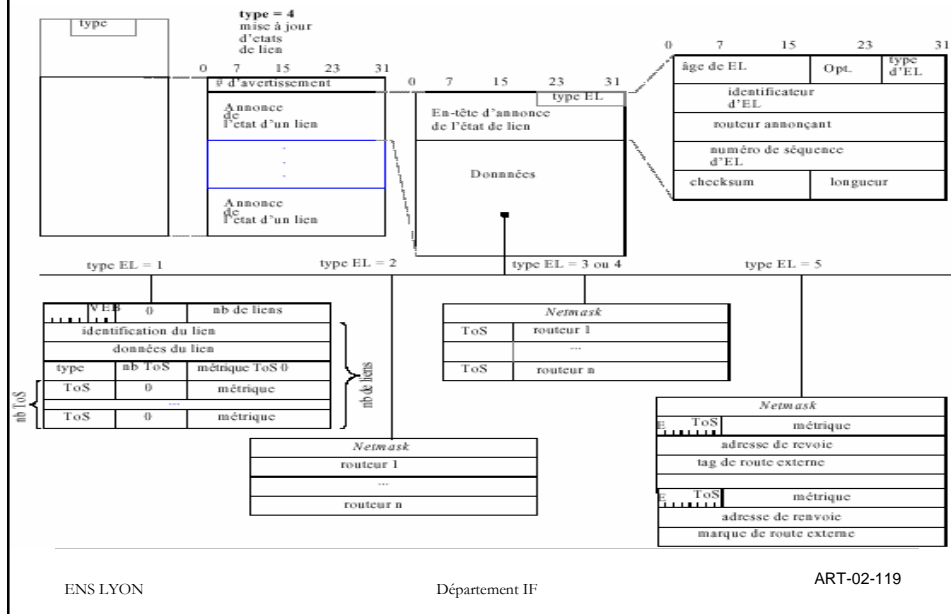 type
type = 4
mise à jour
d'etats
de lien
0 7 15 23 31
# d'avertissement
Annonce
de
l'etat d'un lien
.
.
.
Annonce
de
l'etat d'un lien
0 7 15 23 31
type EL
En-tête d'annonce
de l'état de lien
Donnnées
0 7 15 23 31
âge de EL Opt. type
d'EL
identificateur
d'EL
routeur annonçant
numéro de séquence
d'EL
checksum longueur
type EL = 1 type EL = 2 type EL = 3 ou 4 type EL = 5
VEB 0 nb de liens
identification du lien
données du lien
type nb ToS métrique ToS 0
ToS 0 métrique
...
ToS 0 métrique
nb ToS
nb de liens
Netmask
routeur 1
...
routeur n
Netmask
ToS routeur 1
...
ToS routeur n
Netmask
E ToS métrique
adresse de revoie
tag de route externe
E ToS métrique
adresse de renvoie
marque de route externe
ENS LYON Département IF ART-02-119